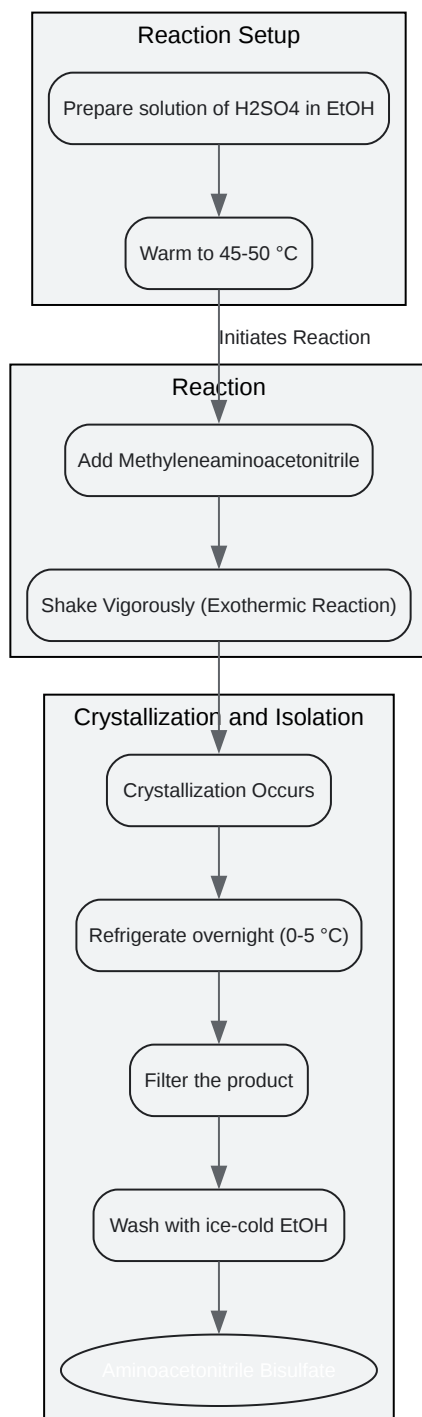 Reaction Setup
Prepare solution of H2SO4 in EtOH
Warm to 45-50 °C
Initiates Reaction
Reaction
Add Methyleneaminoacetonitrile
Shake Vigorously (Exothermic Reaction)
Crystallization and Isolation
Crystallization Occurs
Refrigerate overnight (0-5 °C)
Filter the product
Wash with ice-cold EtOH
Aminoacetonitrile Bisulfate